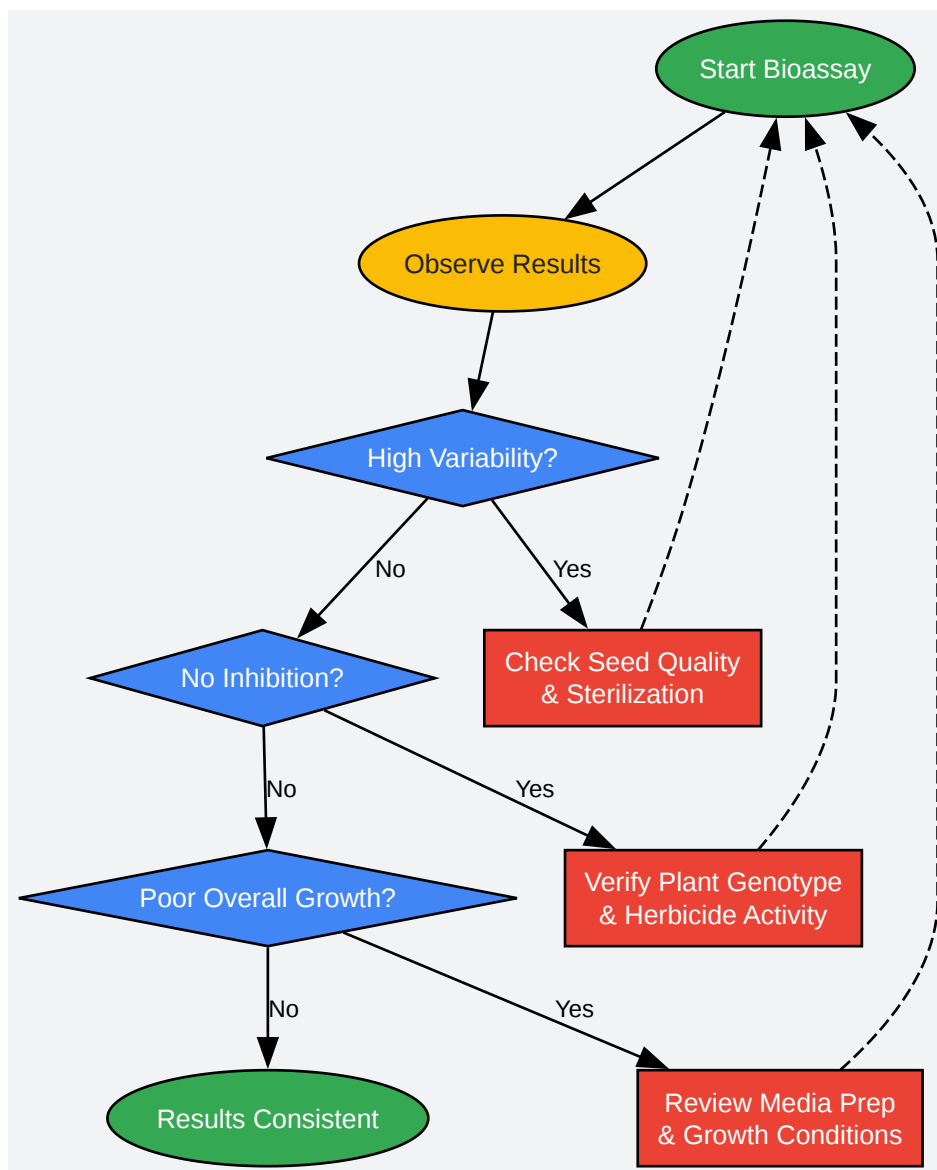 Start Bioassay
Observe Results
High Variability?
No
Yes
Check Seed Quality
& Sterilization
No Inhibition?
No
Yes
Verify Plant Genotype
& Herbicide Activity
Poor Overall Growth?
No
Yes
Results Consistent
Review Media Prep
& Growth Conditions